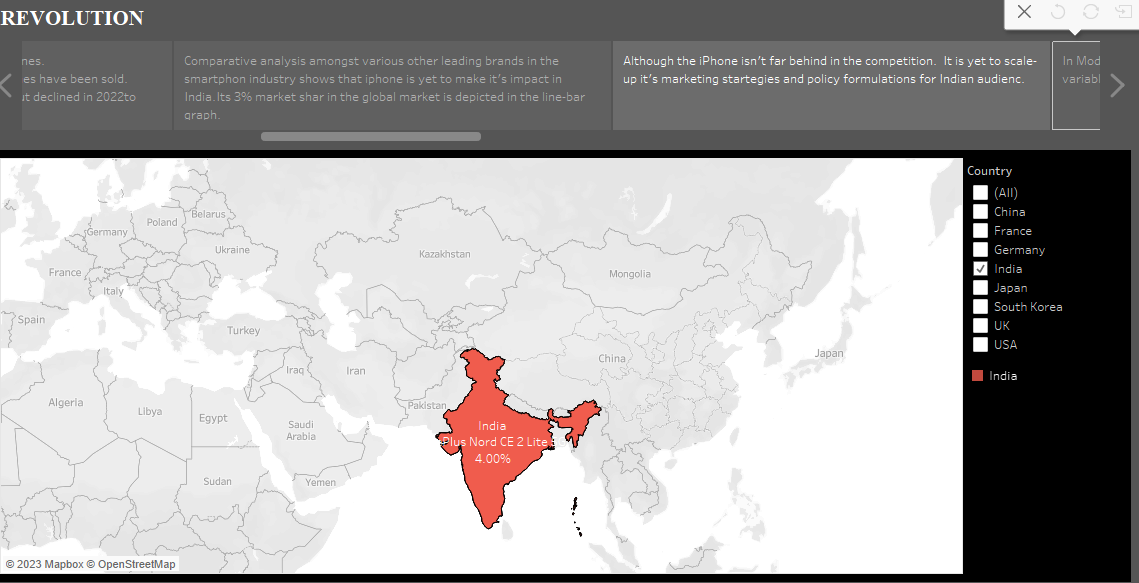 REVOLUTION
nes.
es have been sold.
ut declined in 2022to
Comparative analysis amongst various other leading brands in the
smartphon industry shows that iphone is yet to make it's impact in
India.Its 3% market shar in the global market is depicted in the line-bar
graph.
Although the iPhone isn't far behind in the competition.  It is yet to scale-
up it's marketing startegies and policy formulations for Indian audienc.
In Mod
variabl
Country
(All)
China
France
Germany
India
Japan
South Korea
UK
USA
India
Belarus
Poland
Germany
Ukraine
Kazakhstan
France
Mongolia
Italy
Spain
Turkey
Japan
China
Iraq
Iran
Algeria
Pakistan
Libya
Egypt
Saudi
Arabia
India
Plus Nord CE 2 Lite 5
4.00%
Sudan
Yemen
© 2023 Mapbox © OpenStreetMap